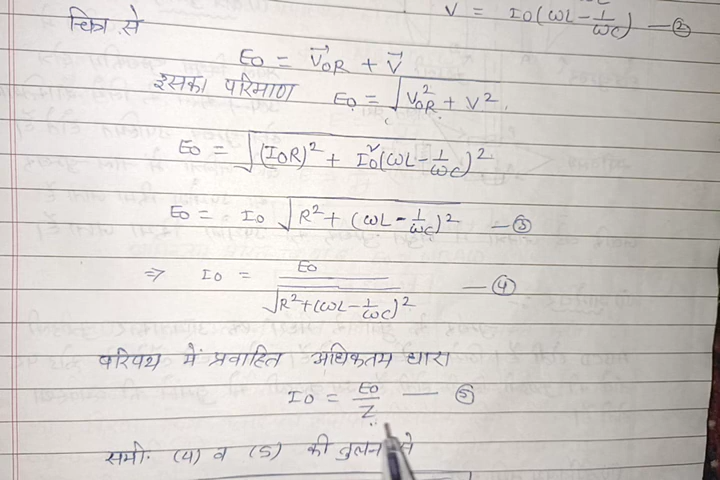 V = I0(ωL - 1/ωC) — ②
चित्र से
E0 = V⃗0R + V⃗
इसका परिमाण E0 = √(V0R² + V²)
E0 = √((I0R)² + I0²(ωL - 1/ωC)²)
E0 = I0 √(R² + (ωL - 1/ωC)²) — ③
⇒ I0 = E0 / √(R² + (ωL - 1/ωC)²) — ④
परिपथ में प्रवाहित अधिकतम धारा
I0 = E0/Z — ⑤
समी. (4) व (5) की तुलना से